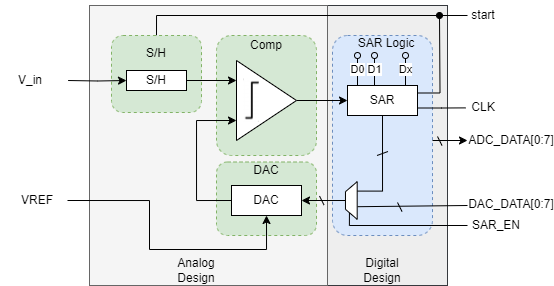 start
S/H
Comp
SAR Logic
D0 D1 Dx
V_in
S/H
SAR
CLK
ADC_DATA[0:7]
DAC
VREF
DAC
DAC_DATA[0:7]
SAR_EN
Analog
Design
Digital
Design